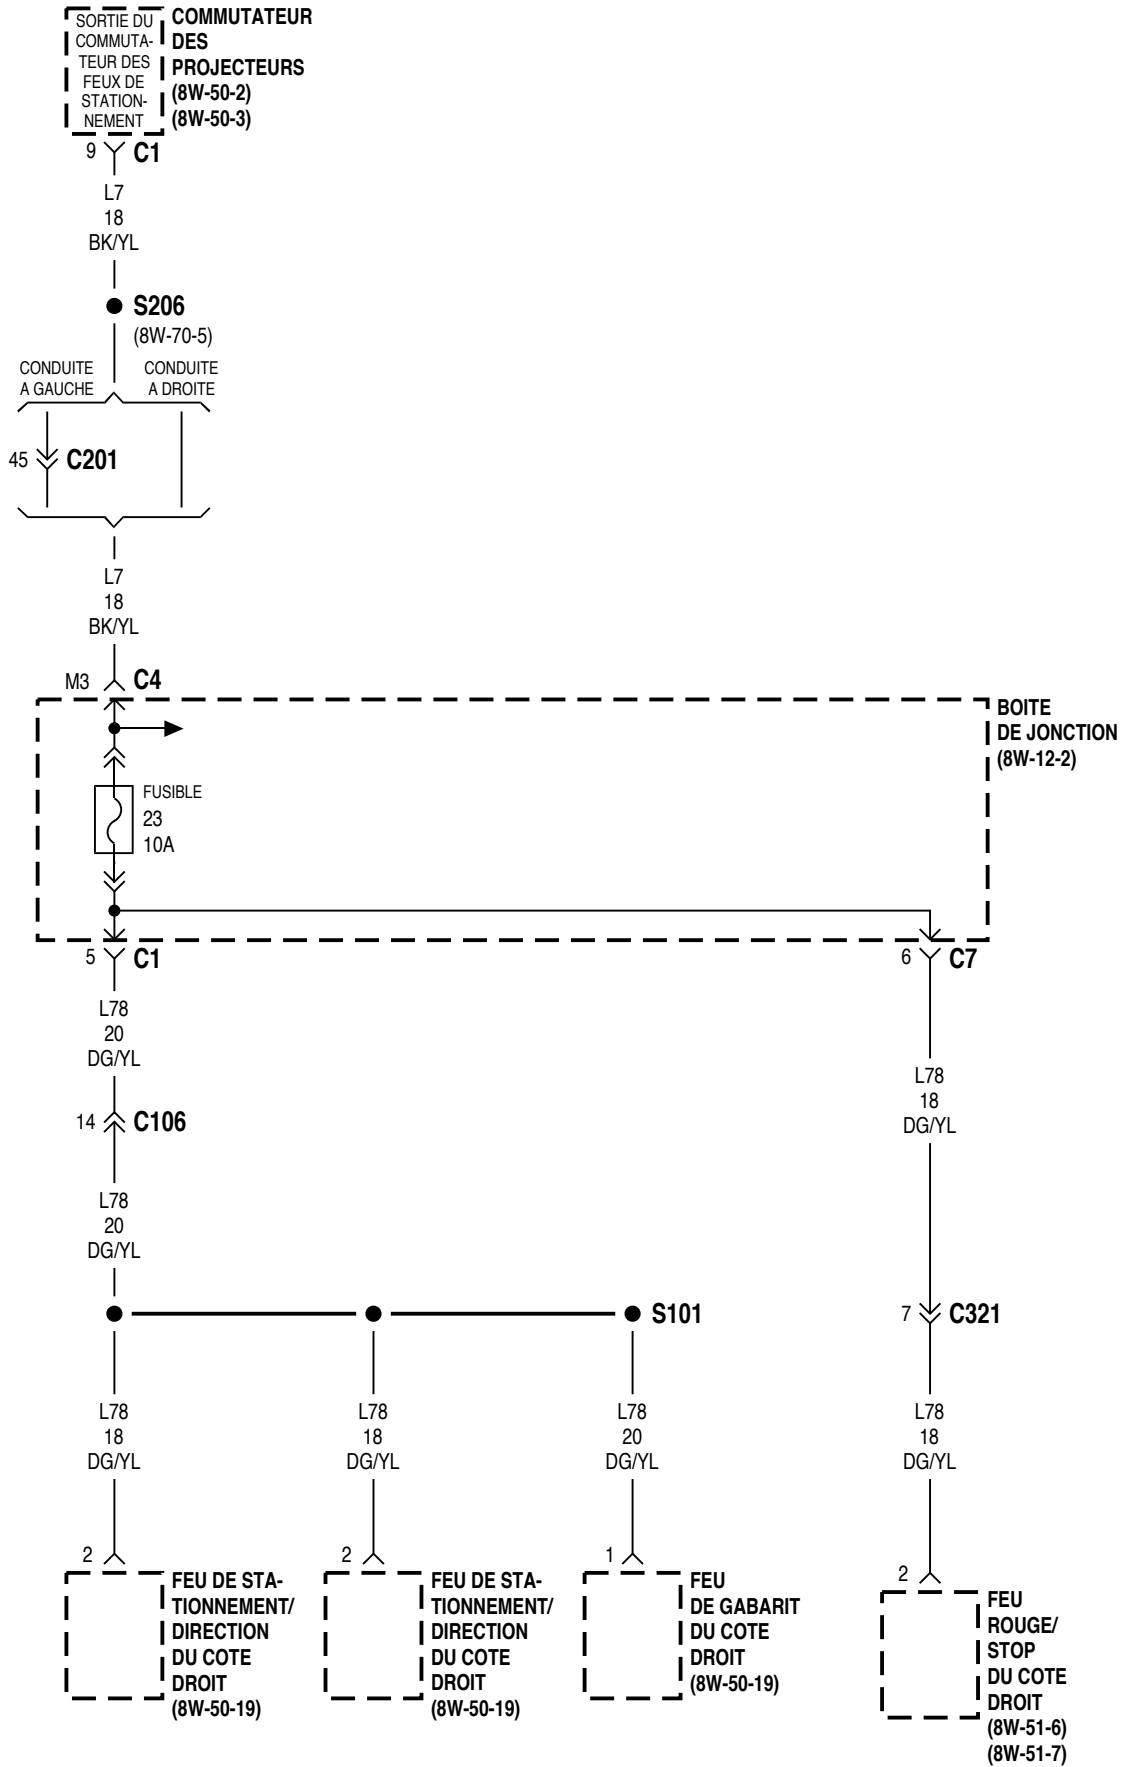 SORTIE DU
COMMUTA-
TEUR DES
FEUX DE
STATION-
NEMENT
COMMUTATEUR
DES
PROJECTEURS
(8W-50-2)
(8W-50-3)
9 C1
L7
18
BK/YL
S206
(8W-70-5)
CONDUITE
A GAUCHE
CONDUITE
A DROITE
45 C201
L7
18
BK/YL
M3 C4
BOITE
DE JONCTION
(8W-12-2)
FUSIBLE
23
10A
5 C1
6 C7
L78
20
DG/YL
L78
18
DG/YL
14 C106
L78
20
DG/YL
S101
7 C321
L78
18
DG/YL
L78
18
DG/YL
L78
20
DG/YL
L78
18
DG/YL
2
2
1
2
FEU DE STA-
TIONNEMENT/
DIRECTION
DU COTE
DROIT
(8W-50-19)
FEU DE STA-
TIONNEMENT/
DIRECTION
DU COTE
DROIT
(8W-50-19)
FEU
DE GABARIT
DU COTE
DROIT
(8W-50-19)
FEU
ROUGE/
STOP
DU COTE
DROIT
(8W-51-6)
(8W-51-7)